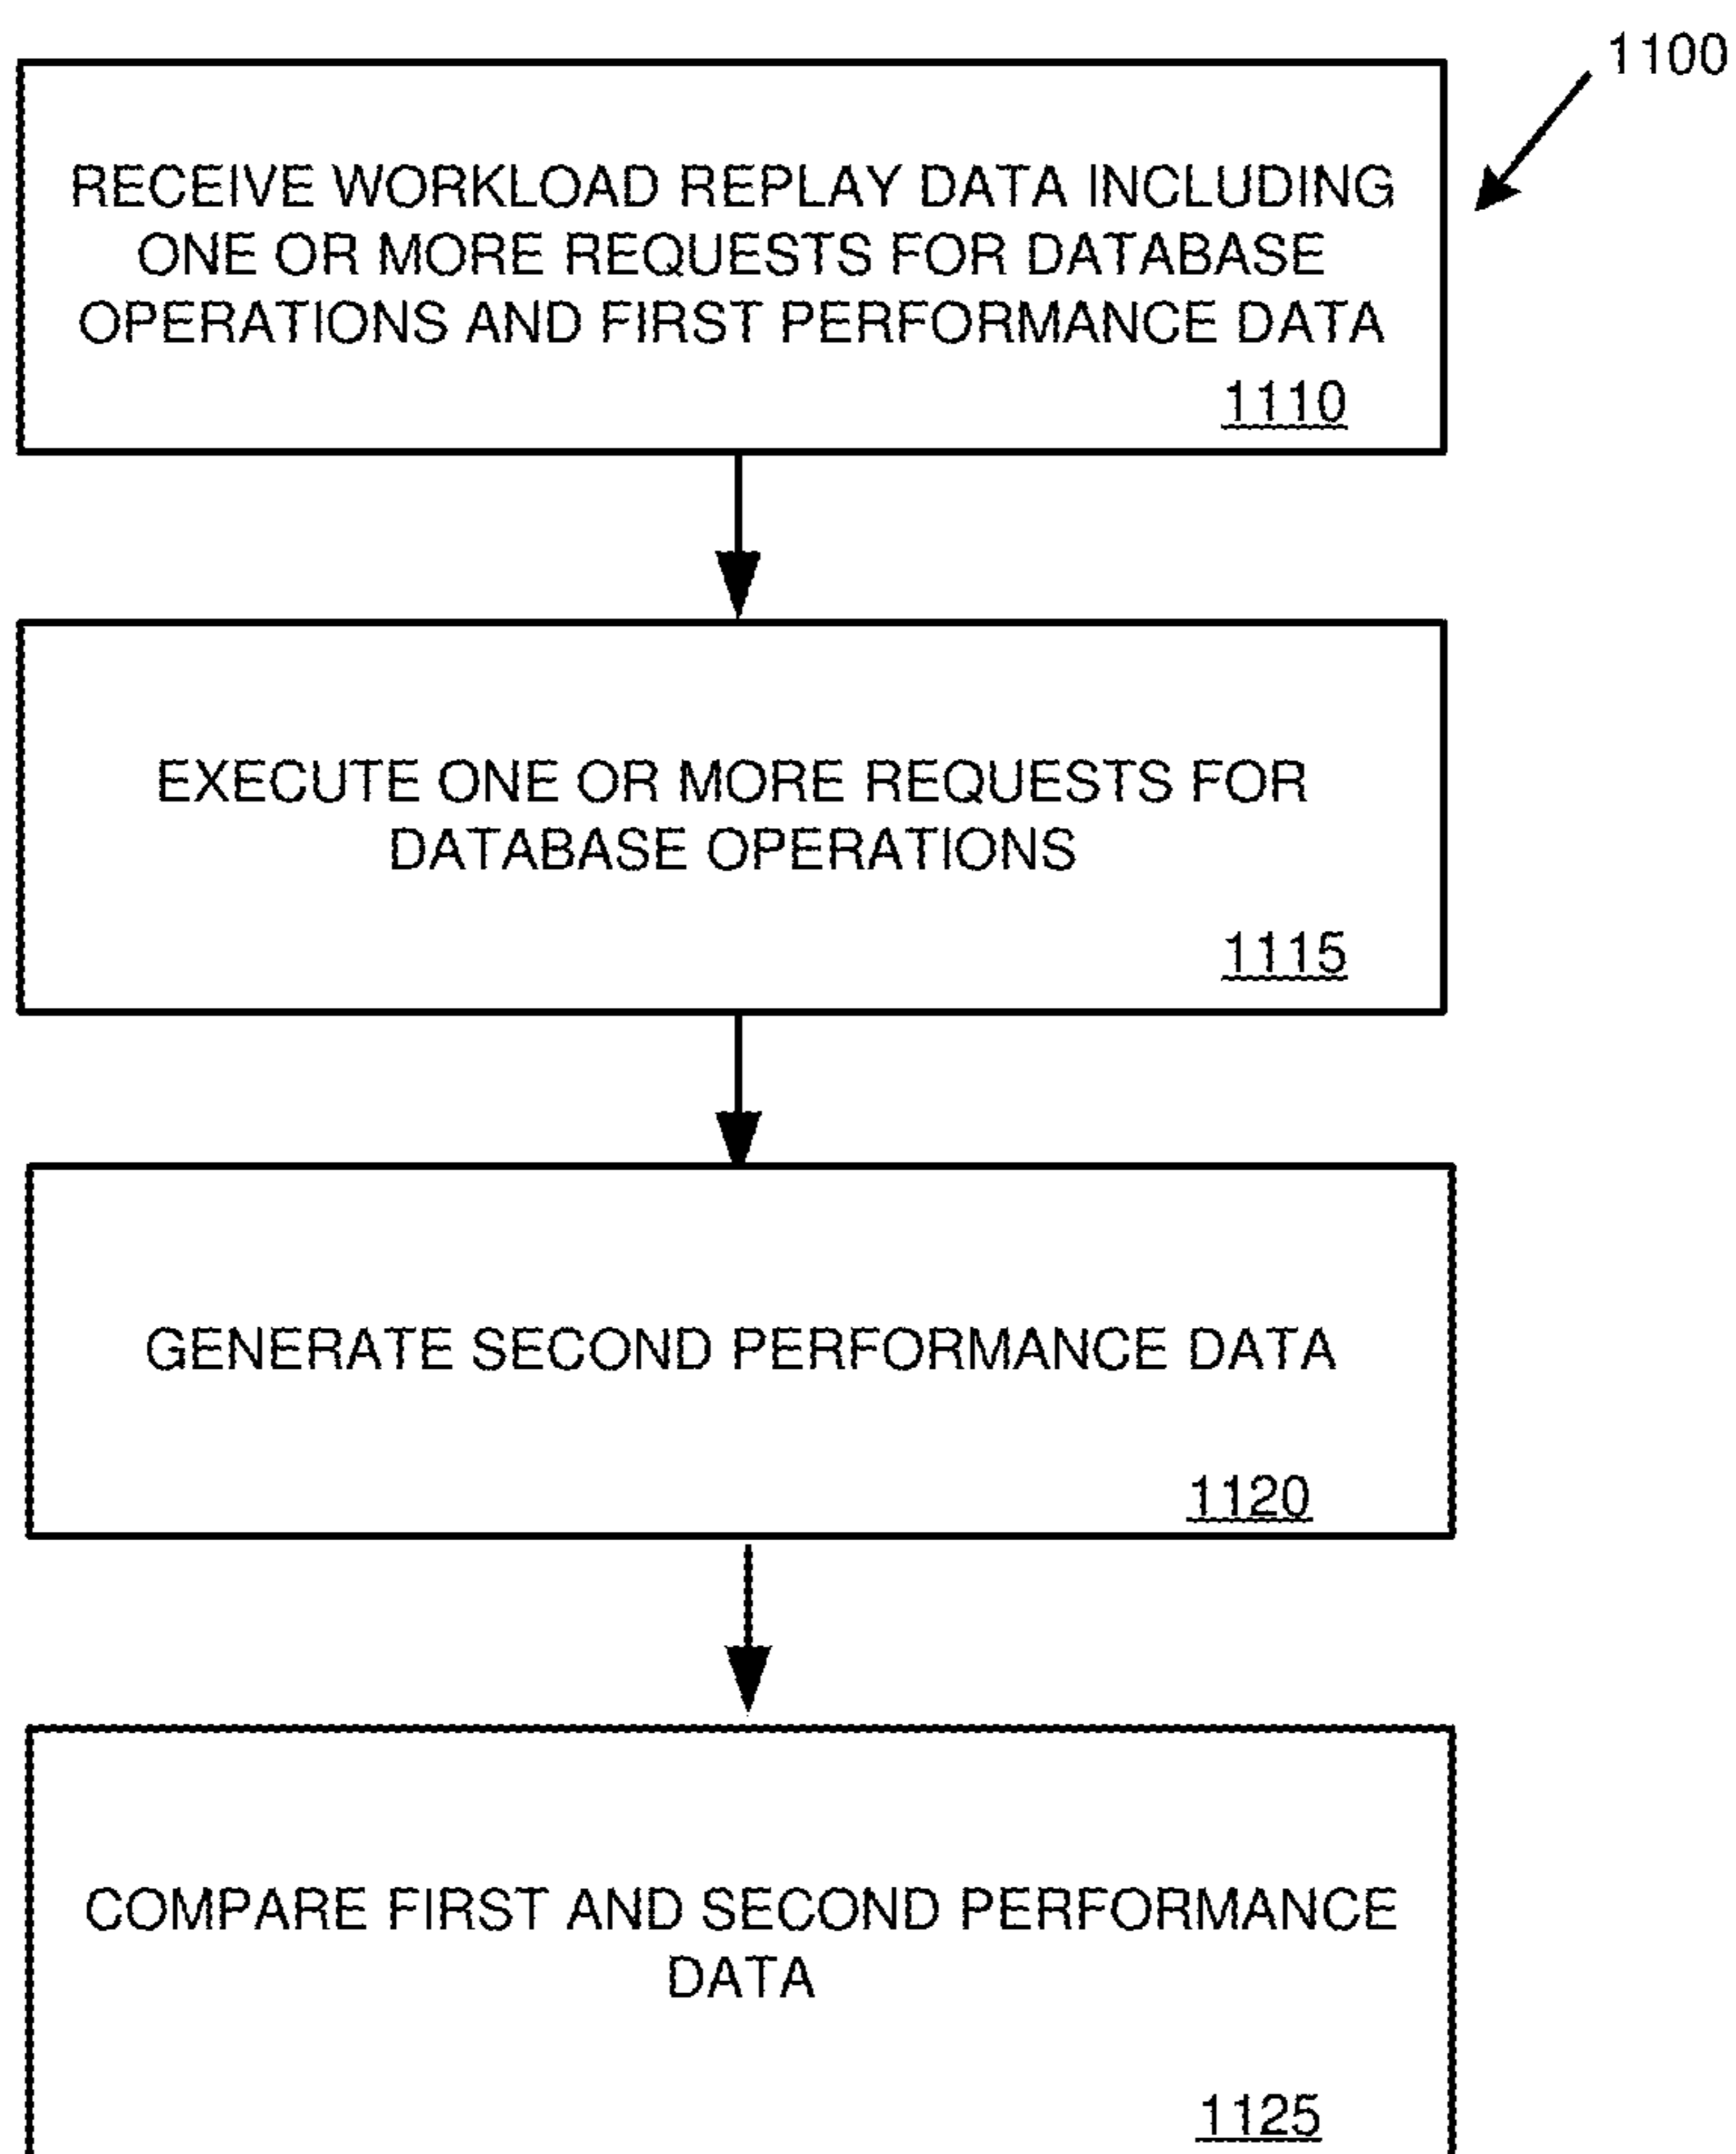 1100
RECEIVE WORKLOAD REPLAY DATA INCLUDING
ONE OR MORE REQUESTS FOR DATABASE
OPERATIONS AND FIRST PERFORMANCE DATA
1110
EXECUTE ONE OR MORE REQUESTS FOR
DATABASE OPERATIONS
1115
GENERATE SECOND PERFORMANCE DATA
1120
COMPARE FIRST AND SECOND PERFORMANCE
DATA
1125